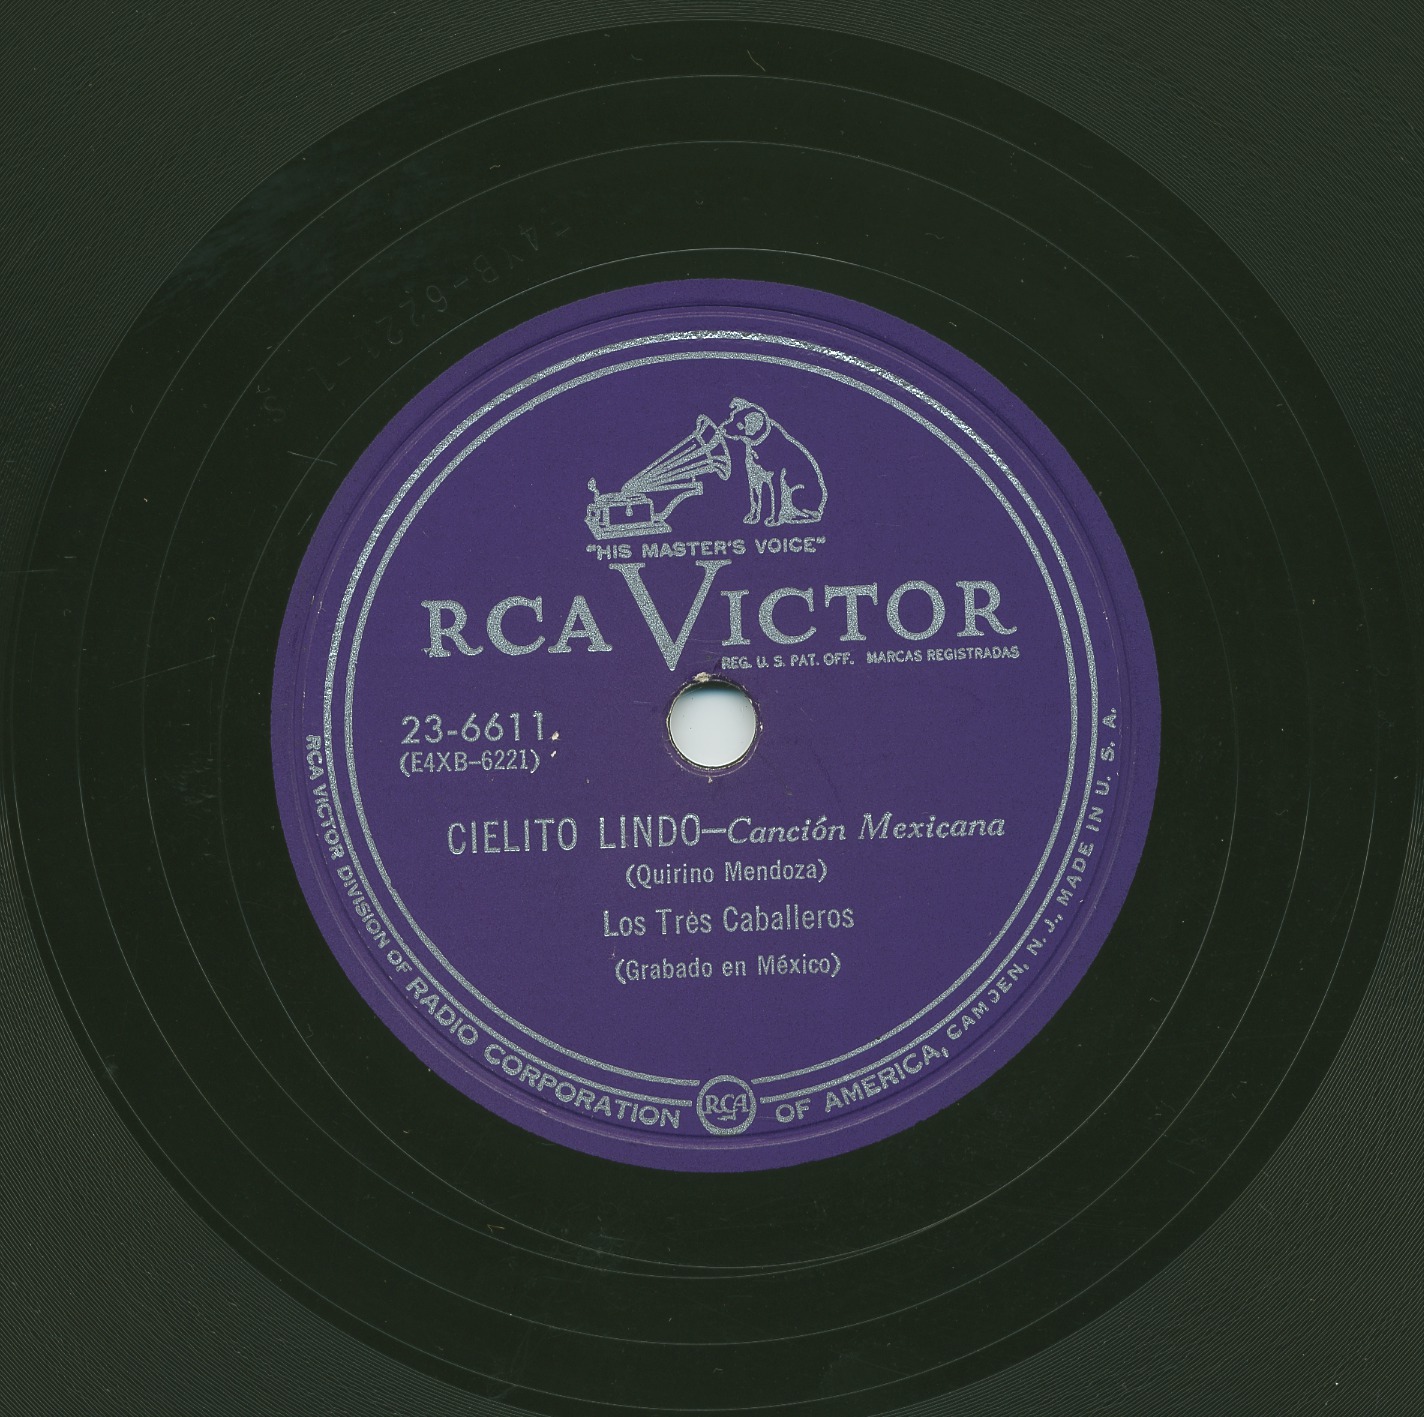 "HIS MASTER'S VOICE"
RCA VICTOR
REG. U. S. PAT. OFF. MARCAS REGISTRADAS
23-6611
(E4XB-6221)
CIELITO LINDO—Canción Mexicana
(Quirino Mendoza)
Los Tres Caballeros
(Grabado en México)
RCA VICTOR DIVISION OF RADIO CORPORATION OF AMERICA, CAMDEN, N. J., MADE IN U. S. A.
RCA